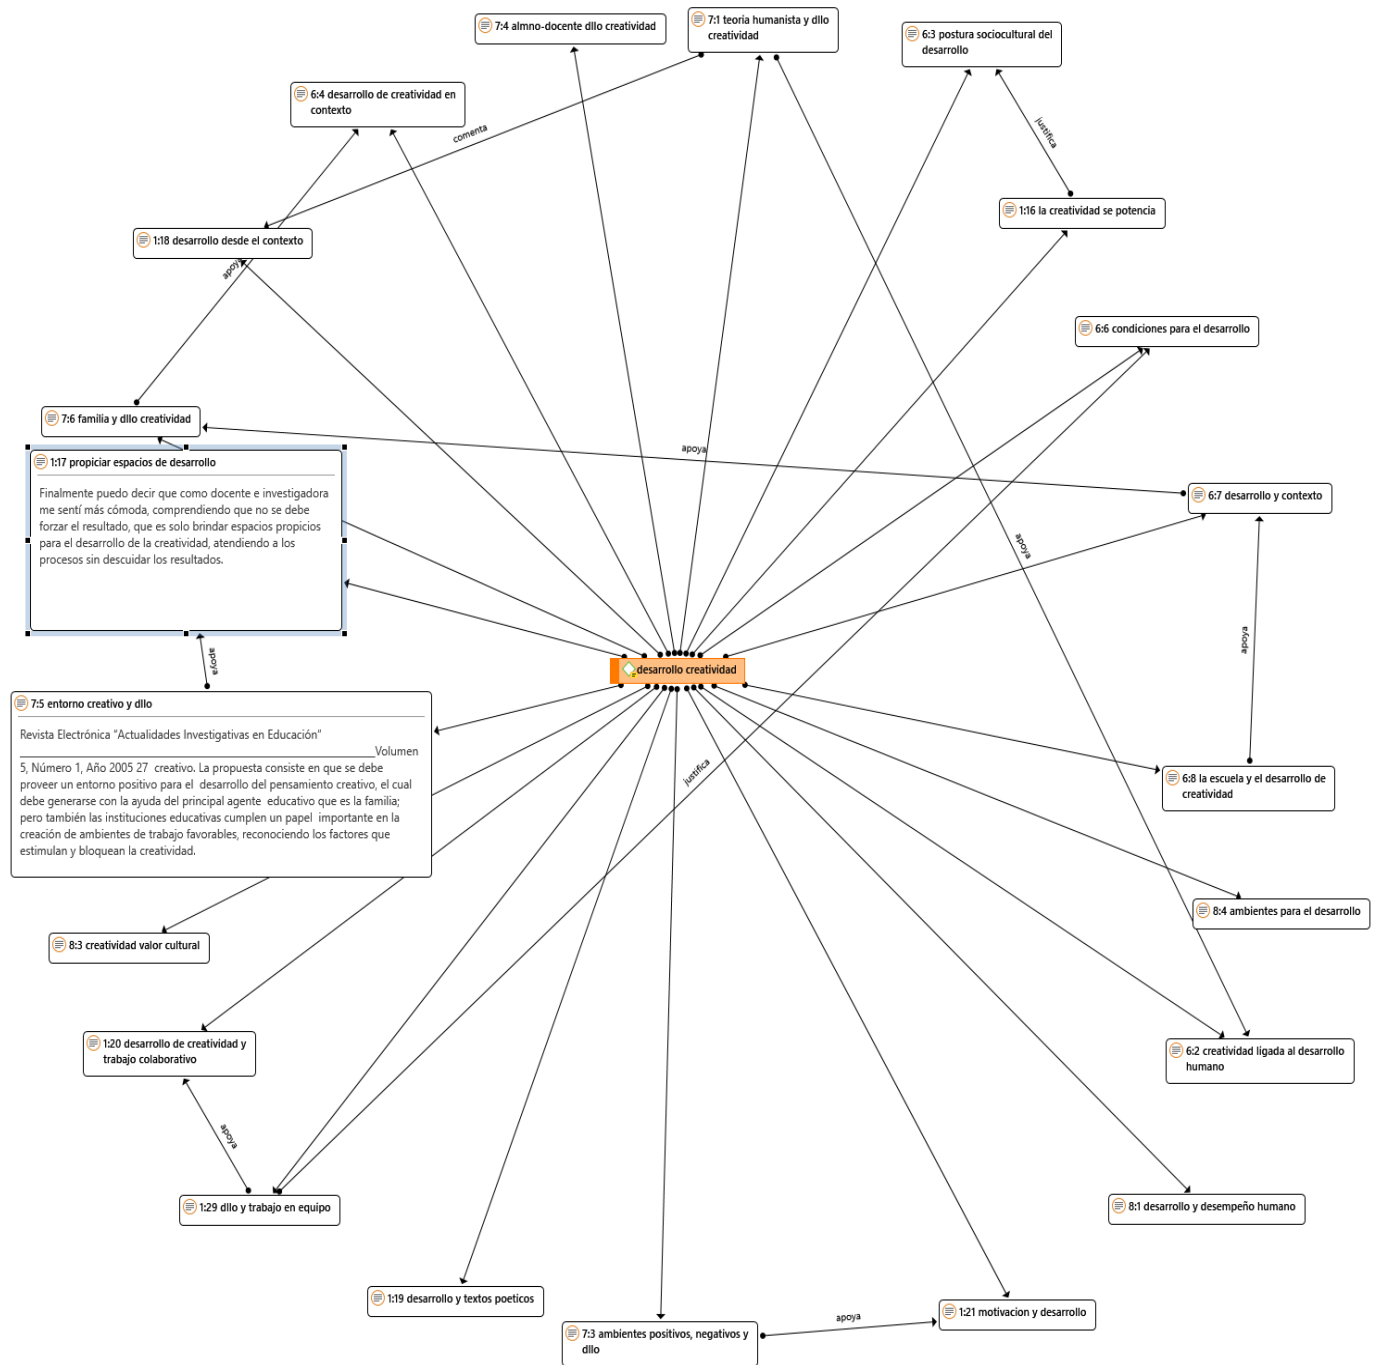 7:4 almno-docente dllo creatividad
7:1 teoria humanista y dllo
creatividad
6:3 postura sociocultural del
desarrollo
6:4 desarrollo de creatividad en
contexto
comenta
justifica
1:16 la creatividad se potencia
1:18 desarrollo desde el contexto
apoya
6:6 condiciones para el desarrollo
7:6 familia y dllo creatividad
apoya
1:17 propiciar espacios de desarrollo
Finalmente puedo decir que como docente e investigadora
me sentí más cómoda, comprendiendo que no se debe
forzar el resultado, que es solo brindar espacios propicios
para el desarrollo de la creatividad, atendiendo a los
procesos sin descuidar los resultados.
6:7 desarrollo y contexto
apoya
apoya
apoya
desarrollo creatividad
7:5 entorno creativo y dllo
Revista Electrónica “Actualidades Investigativas en Educación”
___________________________________________________________Volumen
5, Número 1, Año 2005 27 creativo. La propuesta consiste en que se debe
proveer un entorno positivo para el desarrollo del pensamiento creativo, el cual
debe generarse con la ayuda del principal agente educativo que es la familia;
pero también las instituciones educativas cumplen un papel importante en la
creación de ambientes de trabajo favorables, reconociendo los factores que
estimulan y bloquean la creatividad.
justifica
6:8 la escuela y el desarrollo de
creatividad
8:4 ambientes para el desarrollo
8:3 creatividad valor cultural
1:20 desarrollo de creatividad y
trabajo colaborativo
6:2 creatividad ligada al desarrollo
humano
apoya
1:29 dllo y trabajo en equipo
8:1 desarrollo y desempeño humano
1:19 desarrollo y textos poeticos
7:3 ambientes positivos, negativos y
dllo
apoya
1:21 motivacion y desarrollo